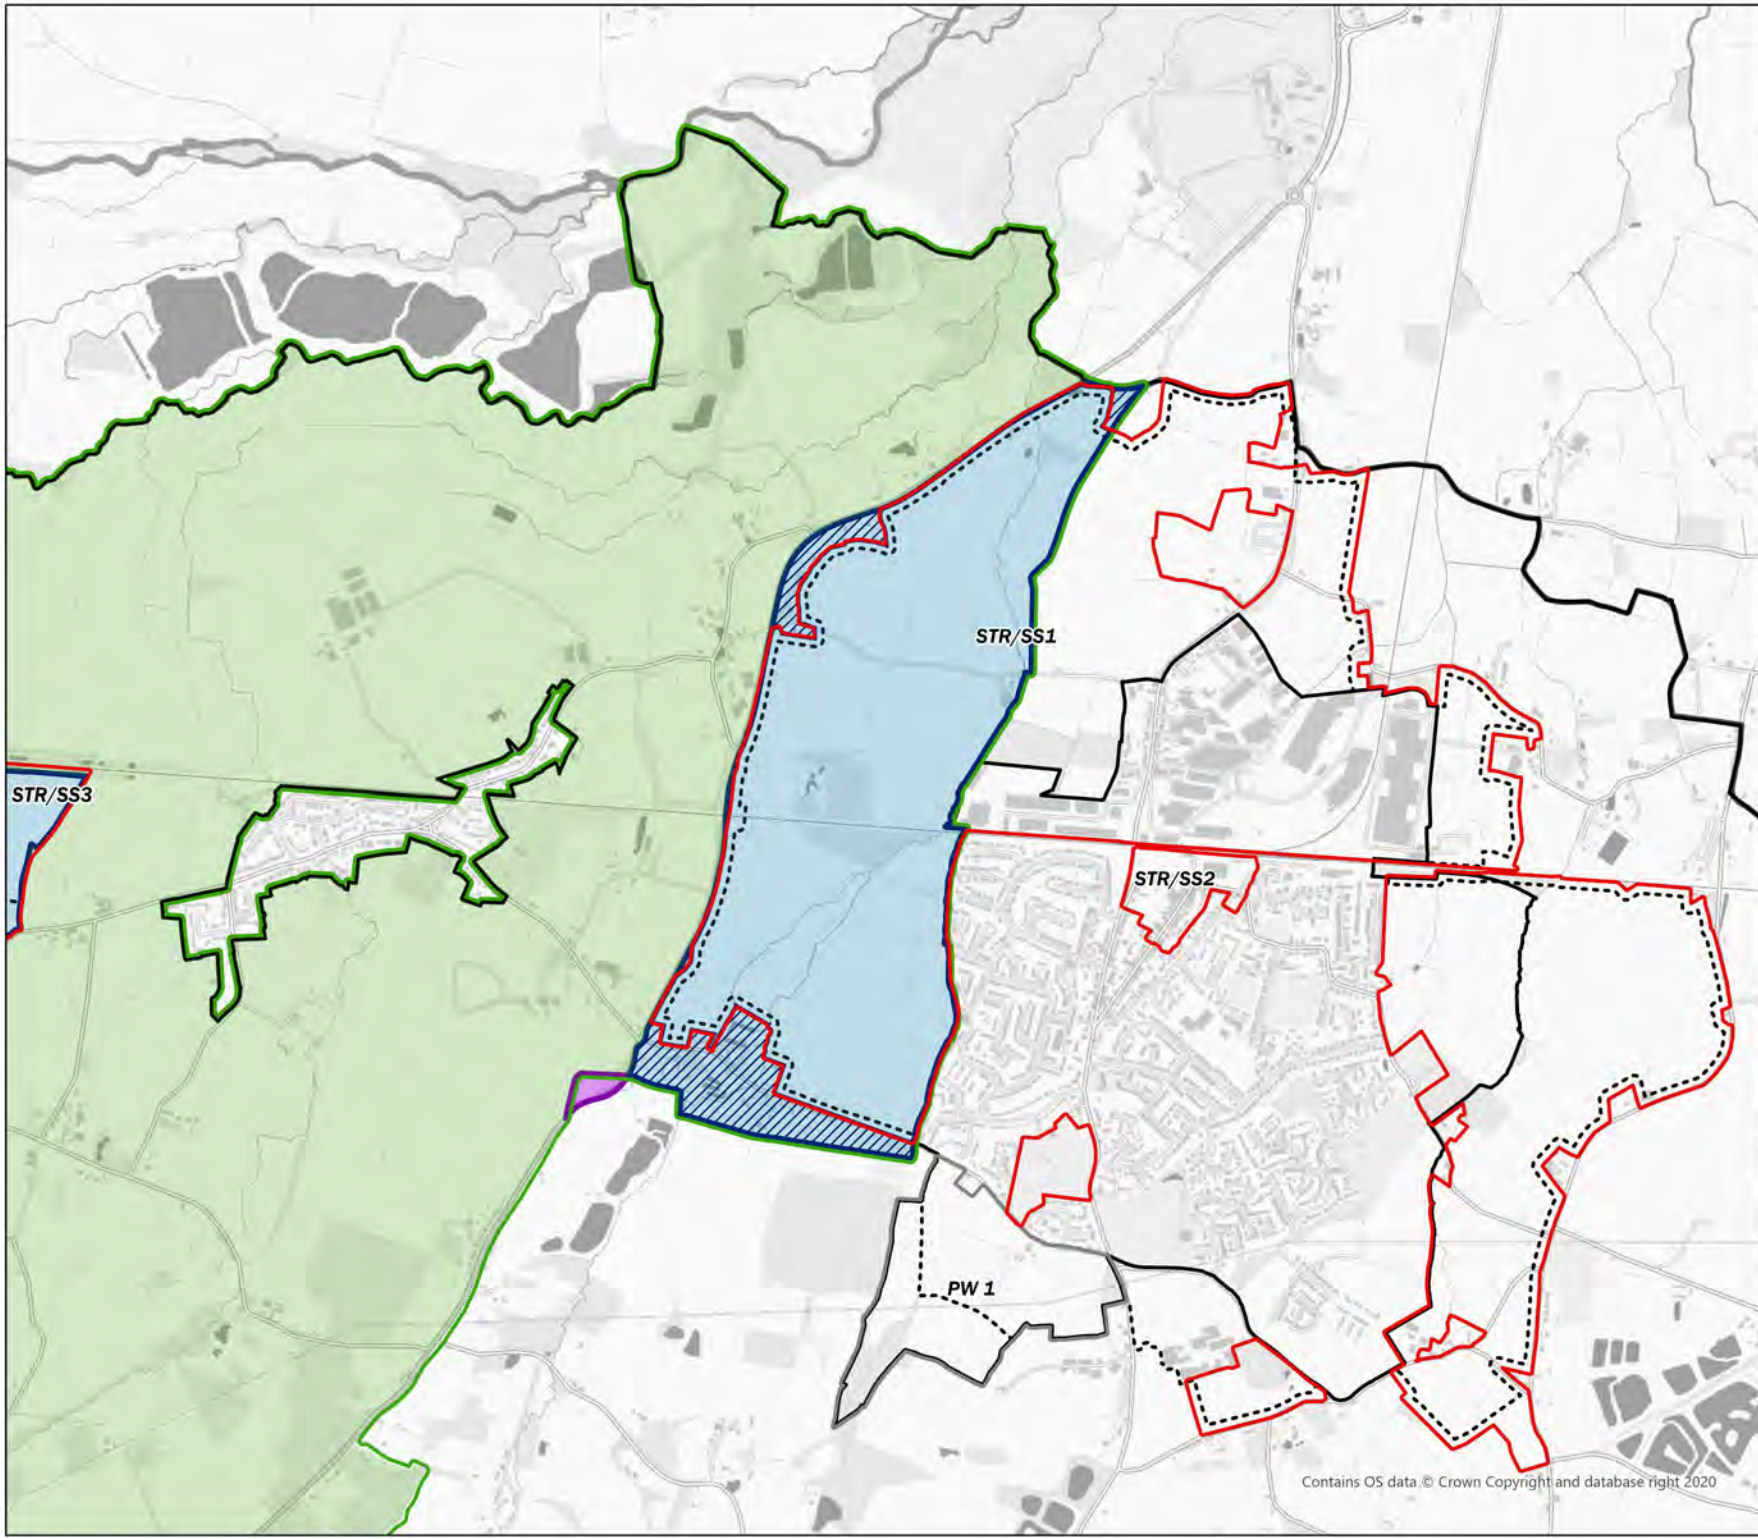 STR/SS1
STR/SS3
STR/SS2
PW 1
Contains OS data © Crown Copyright and database right 2020